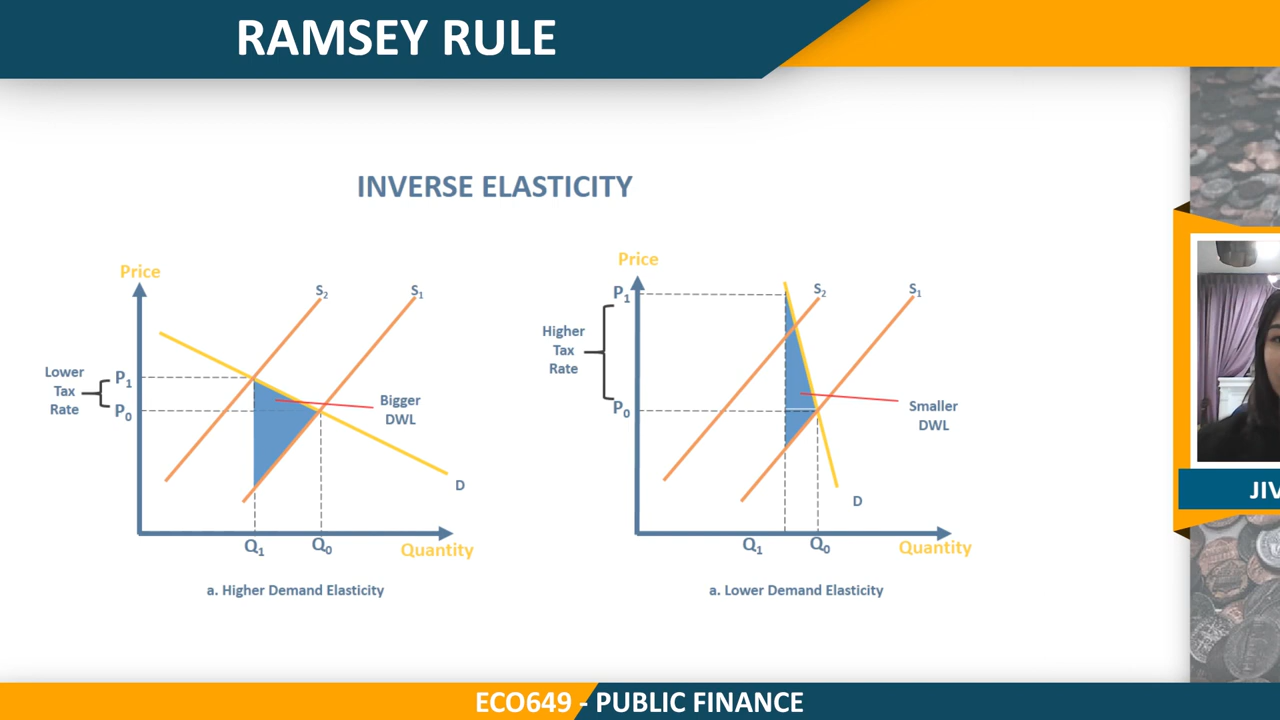 RAMSEY RULE
INVERSE ELASTICITY
Price
S2
S1
Lower
Tax
Rate
P1
P0
Bigger
DWL
D
Q1
Q0
Quantity
a. Higher Demand Elasticity
Price
P1
S2
S1
Higher
Tax
Rate
P0
Smaller
DWL
D
Q1
Q0
Quantity
a. Lower Demand Elasticity
JIV
ECO649 - PUBLIC FINANCE